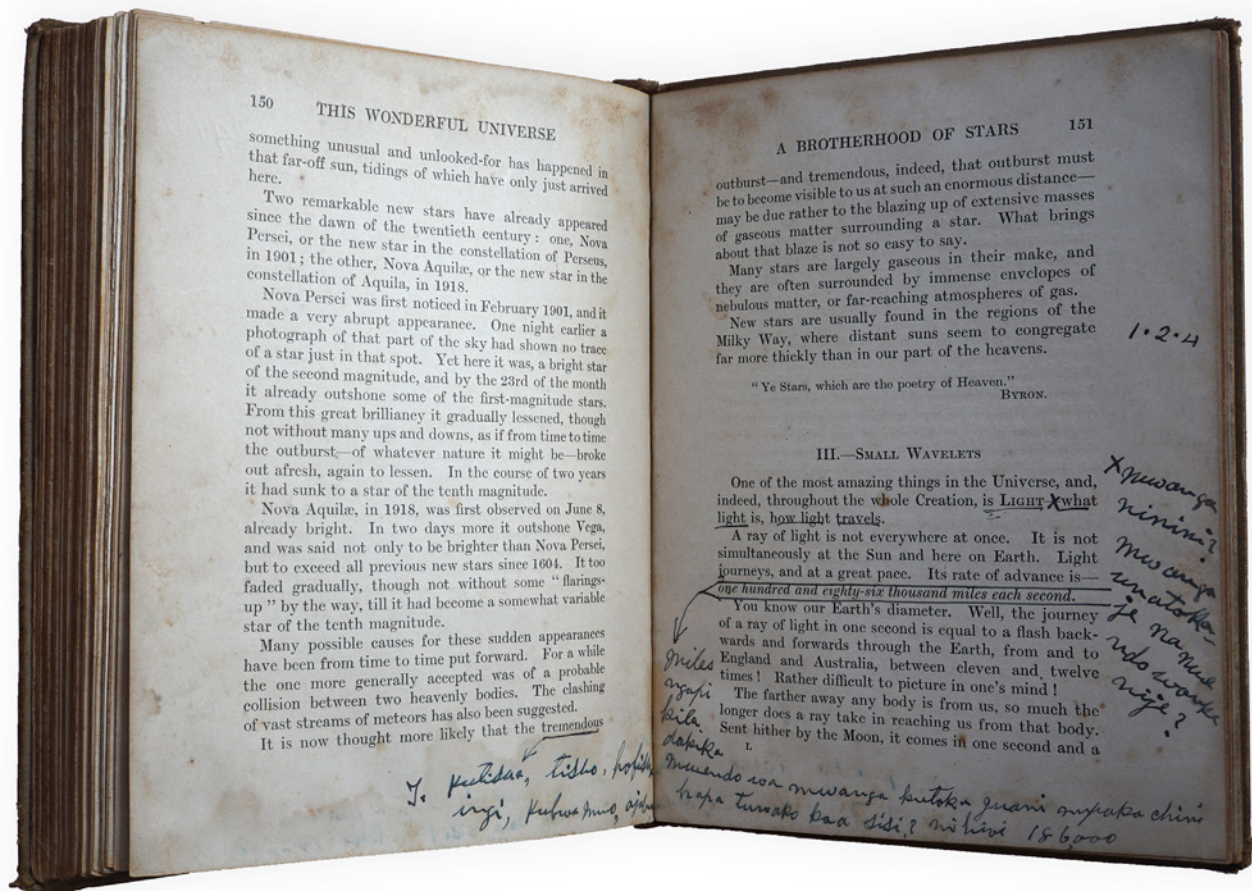 150 THIS WONDERFUL UNIVERSE
something unusual and unlooked-for has happened in
that far-off sun, tidings of which have only just arrived
here.
Two remarkable new stars have already appeared
since the dawn of the twentieth century: one, Nova
Persei, or the new star in the constellation of Perseus,
in 1901; the other, Nova Aquilæ, or the new star in the
constellation of Aquila, in 1918.
Nova Persei was first noticed in February 1901, and it
made a very abrupt appearance. One night earlier a
photograph of that part of the sky had shown no trace
of a star just in that spot. Yet here it was, a bright star
of the second magnitude, and by the 23rd of the month
it already outshone some of the first-magnitude stars.
From this great brilliancy it gradually lessened, though
not without many ups and downs, as if from time to time
the outburst—of whatever nature it might be—broke
out afresh, again to lessen. In the course of two years
it had sunk to a star of the tenth magnitude.
Nova Aquilæ, in 1918, was first observed on June 8,
already bright. In two days more it outshone Vega,
and was said not only to be brighter than Nova Persei,
but to exceed all previous new stars since 1604. It too
faded gradually, though not without some "flarings-
up" by the way, till it had become a somewhat variable
star of the tenth magnitude.
Many possible causes for these sudden appearances
have been from time to time put forward. For a while
the one more generally accepted was of a probable
collision between two heavenly bodies. The clashing
of vast streams of meteors has also been suggested.
It is now thought more likely that the tremendous
tisho,
ingi, kubwa mno,
A BROTHERHOOD OF STARS 151
outburst—and tremendous, indeed, that outburst must
be to become visible to us at such an enormous distance—
may be due rather to the blazing up of extensive masses
of gaseous matter surrounding a star. What brings
about that blaze is not so easy to say.
Many stars are largely gaseous in their make, and
they are often surrounded by immense envelopes of
nebulous matter, or far-reaching atmospheres of gas.
New stars are usually found in the regions of the
Milky Way, where distant suns seem to congregate
far more thickly than in our part of the heavens.
1.2.4
"Ye Stars, which are the poetry of Heaven."
BYRON.
III.—SMALL WAVELETS
One of the most amazing things in the Universe, and,
indeed, throughout the whole Creation, is LIGHT X what
light is, how light travels.
A ray of light is not everywhere at once. It is not
simultaneously at the Sun and here on Earth. Light
journeys, and at a great pace. Its rate of advance is—
one hundred and eighty-six thousand miles each second.
You know our Earth's diameter. Well, the journey
of a ray of light in one second is equal to a flash back-
wards and forwards through the Earth, from and to
England and Australia, between eleven and twelve
times! Rather difficult to picture in one's mind!
The farther away any body is from us, so much the
longer does a ray take in reaching us from that body.
Sent hither by the Moon, it comes in one second and a
L
X mwanga
ninini?
mwanga
unatoka
je
miles
ngapi
kila
dakika
mwendo wa mwanga kutoka juani mpaka chini
hapa tuwako sisi? ni hivi 186,000